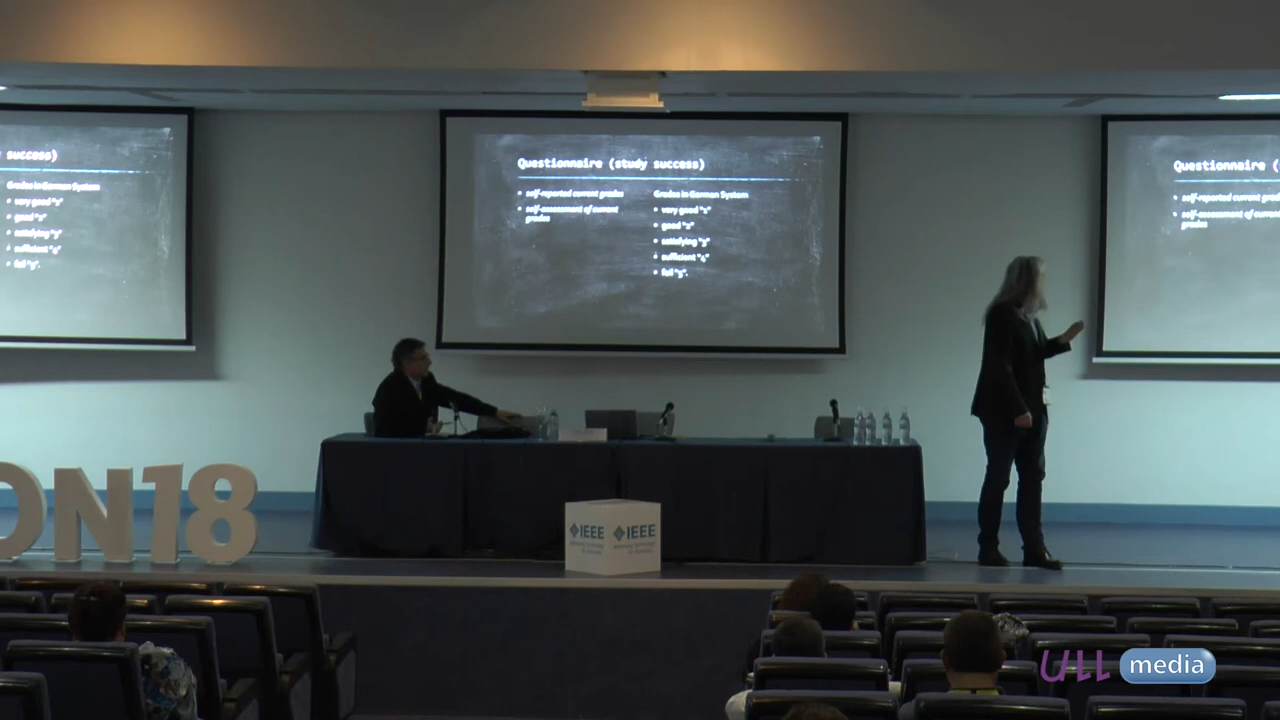 success)
Grades in German System
• very good "1"
• good "2"
• satisfying "3"
• sufficient "4"
• fail "5".
Questionnaire (study success)
• self-reported current grades
• self-assessment of current
grades
Grades in German System
• very good "1"
• good "2"
• satisfying "3"
• sufficient "4"
• fail "5".
Questionnaire (
• self-reported current grades
• self-assessment of current
grades
ON18
IEEE
IEEE
ULL media